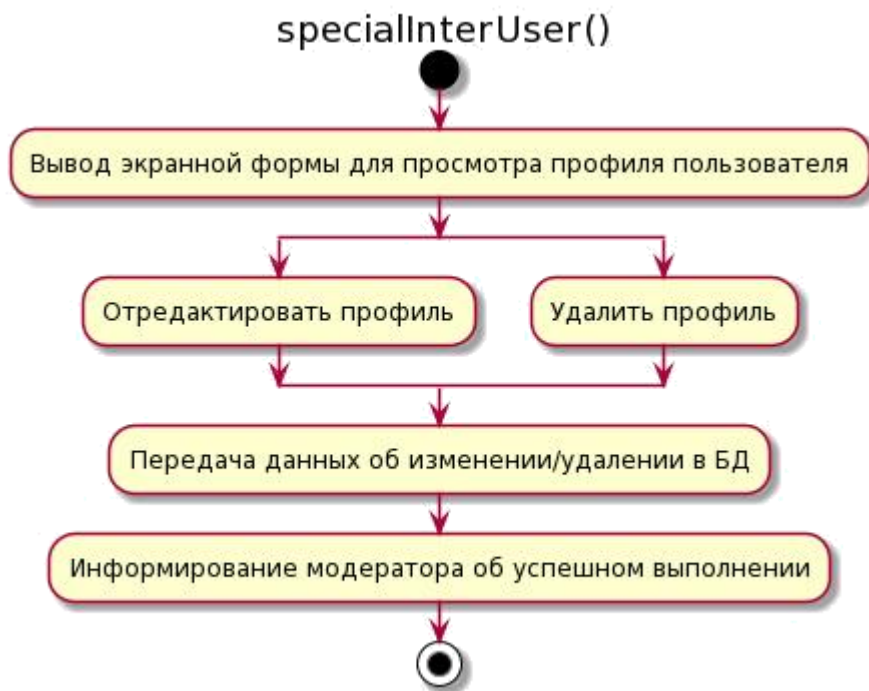 specialInterUser()
Вывод экранной формы для просмотра профиля пользователя
Отредактировать профиль
Удалить профиль
Передача данных об изменении/удалении в БД
Информирование модератора об успешном выполнении